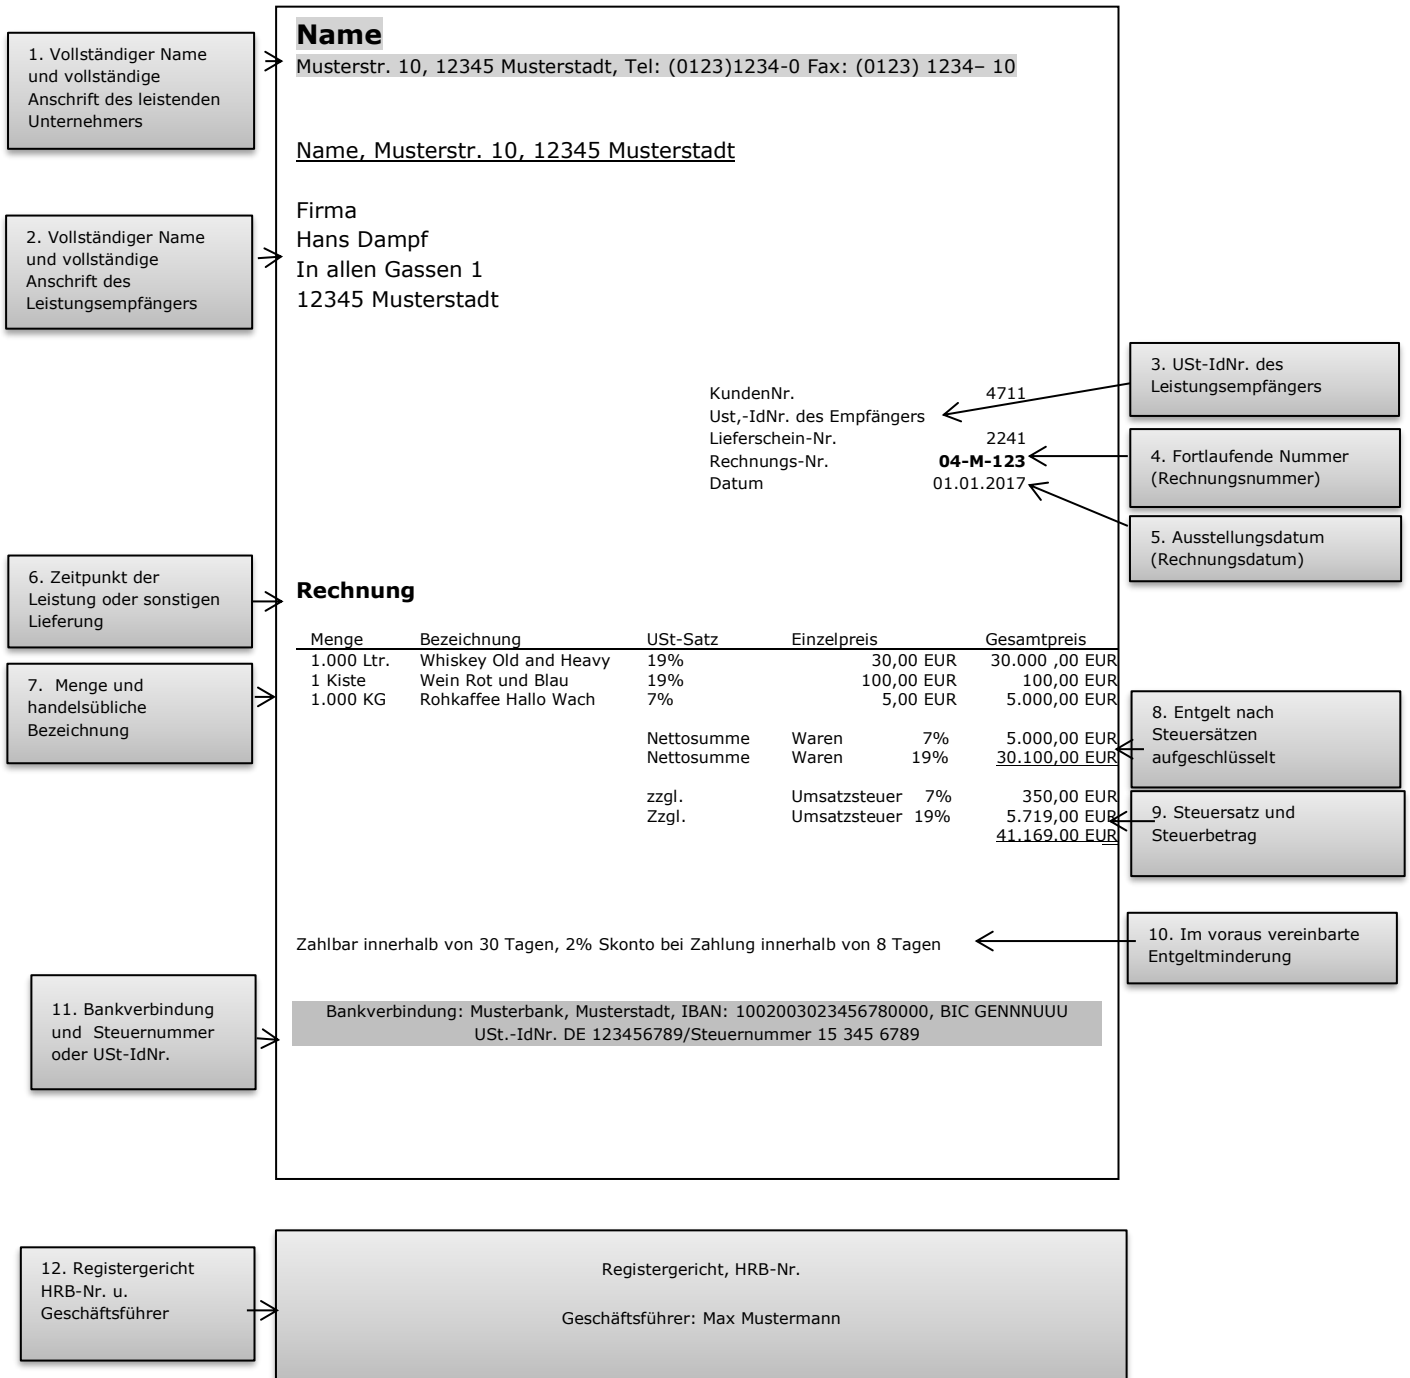 Name
Musterstr. 10, 12345 Musterstadt, Tel: (0123)1234-0 Fax: (0123) 1234– 10
1. Vollständiger Name
und vollständige
Anschrift des leistenden
Unternehmers
Name, Musterstr. 10, 12345 Musterstadt
Firma
Hans Dampf
In allen Gassen 1
12345 Musterstadt
2. Vollständiger Name
und vollständige
Anschrift des
Leistungsempfängers
KundenNr. 4711
Ust,-IdNr. des Empfängers
Lieferschein-Nr. 2241
Rechnungs-Nr. 04-M-123
Datum 01.01.2017
3. USt-IdNr. des
Leistungsempfängers
4. Fortlaufende Nummer
(Rechnungsnummer)
5. Ausstellungsdatum
(Rechnungsdatum)
6. Zeitpunkt der
Leistung oder sonstigen
Lieferung
Rechnung
Menge Bezeichnung USt-Satz Einzelpreis Gesamtpreis
1.000 Ltr. Whiskey Old and Heavy 19% 30,00 EUR 30.000 ,00 EUR
1 Kiste Wein Rot und Blau 19% 100,00 EUR 100,00 EUR
1.000 KG Rohkaffee Hallo Wach 7% 5,00 EUR 5.000,00 EUR
7. Menge und
handelsübliche
Bezeichnung
Nettosumme Waren 7% 5.000,00 EUR
Nettosumme Waren 19% 30.100,00 EUR
8. Entgelt nach
Steuersätzen
aufgeschlüsselt
zzgl. Umsatzsteuer 7% 350,00 EUR
Zzgl. Umsatzsteuer 19% 5.719,00 EUR
41.169.00 EUR
9. Steuersatz und
Steuerbetrag
Zahlbar innerhalb von 30 Tagen, 2% Skonto bei Zahlung innerhalb von 8 Tagen
10. Im voraus vereinbarte
Entgeltminderung
11. Bankverbindung
und Steuernummer
oder USt-IdNr.
Bankverbindung: Musterbank, Musterstadt, IBAN: 1002003023456780000, BIC GENNNUUU
USt.-IdNr. DE 123456789/Steuernummer 15 345 6789
12. Registergericht
HRB-Nr. u.
Geschäftsführer
Registergericht, HRB-Nr.
Geschäftsführer: Max Mustermann